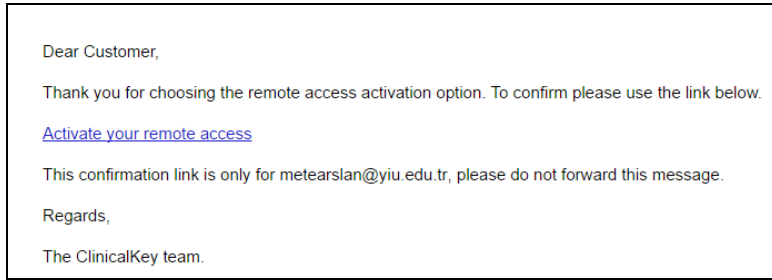 Dear Customer,
Thank you for choosing the remote access activation option. To confirm please use the link below.
Activate your remote access
This confirmation link is only for metearslan@yiu.edu.tr, please do not forward this message.
Regards,
The ClinicalKey team.